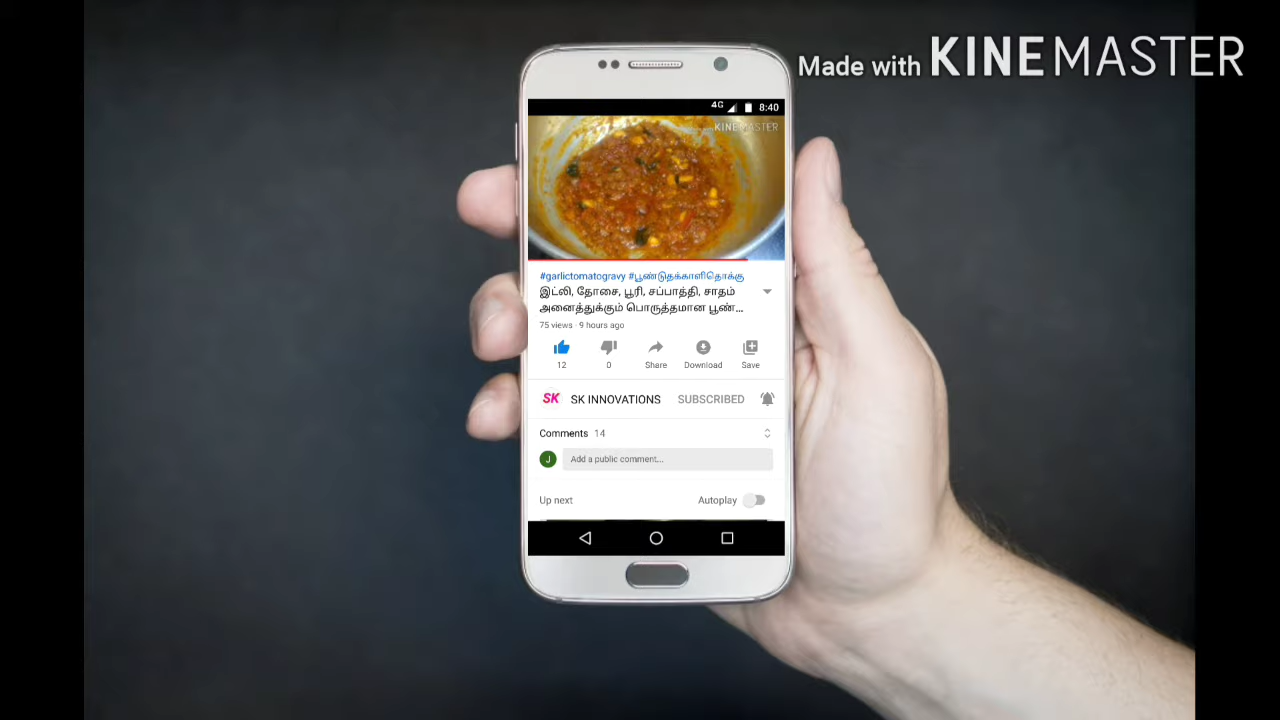 Made with KINEMASTER
4G 8:40
KINEMASTER
#garlictomatogravy #பூண்டுதக்காளிதொக்கு
இட்லி, தோசை, பூரி, சப்பாத்தி, சாதம்
அனைத்துக்கும் பொருத்தமான பூண்...
75 views · 9 hours ago
12 0 Share Download Save
SK SK INNOVATIONS SUBSCRIBED
Comments 14
J Add a public comment...
Up next Autoplay